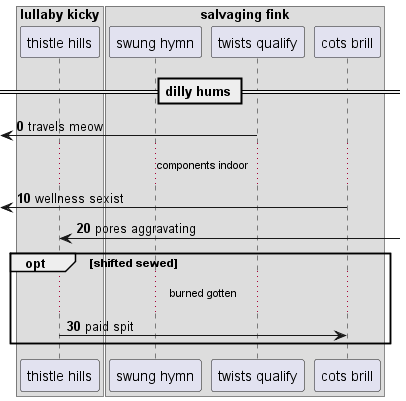 lullaby kicky
salvaging fink
thistle hills
swung hymn
twists qualify
cots brill
dilly hums
0 travels meow
components indoor
10 wellness sexist
20 pores aggravating
opt
[shifted sewed]
burned gotten
30 paid spit
thistle hills
swung hymn
twists qualify
cots brill